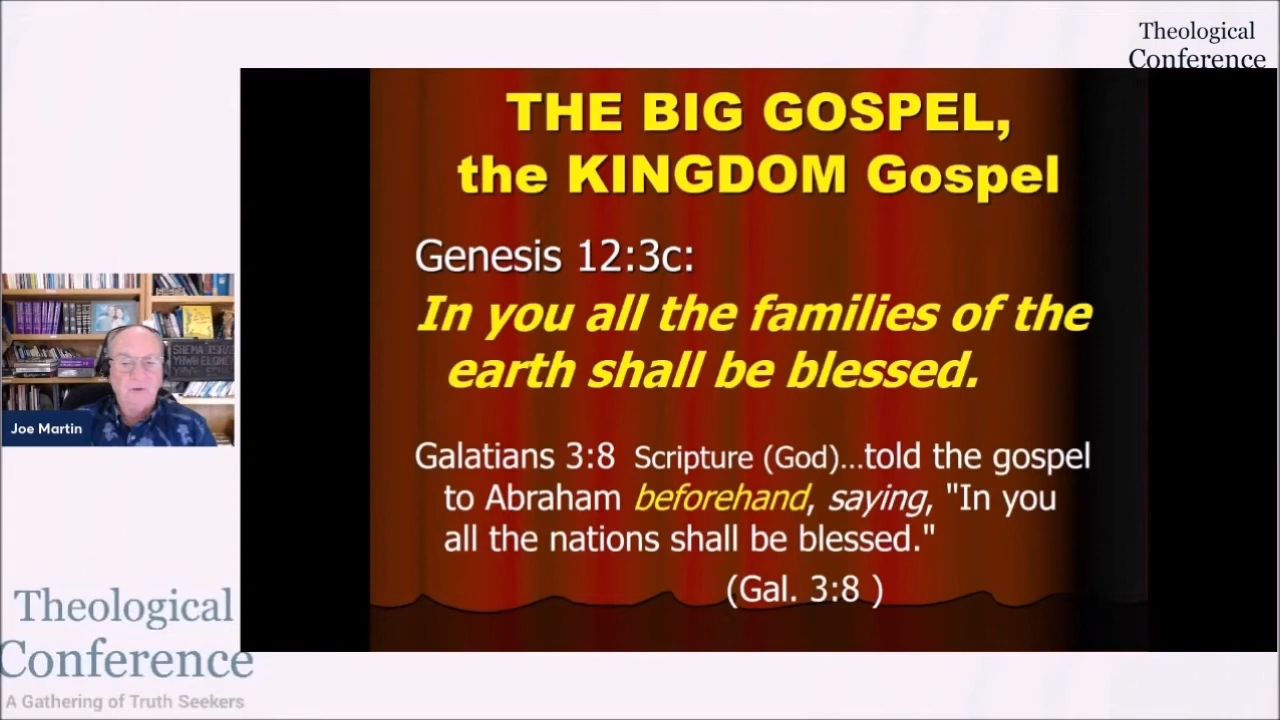 Theological
Conference
THE BIG GOSPEL,
the KINGDOM Gospel
Genesis 12:3c:
In you all the families of the
earth shall be blessed.
Galatians 3:8 Scripture (God)...told the gospel
to Abraham beforehand, saying, "In you
all the nations shall be blessed."
(Gal. 3:8 )
SHEMA
Joe Martin
Theological
Conference
A Gathering of Truth Seekers